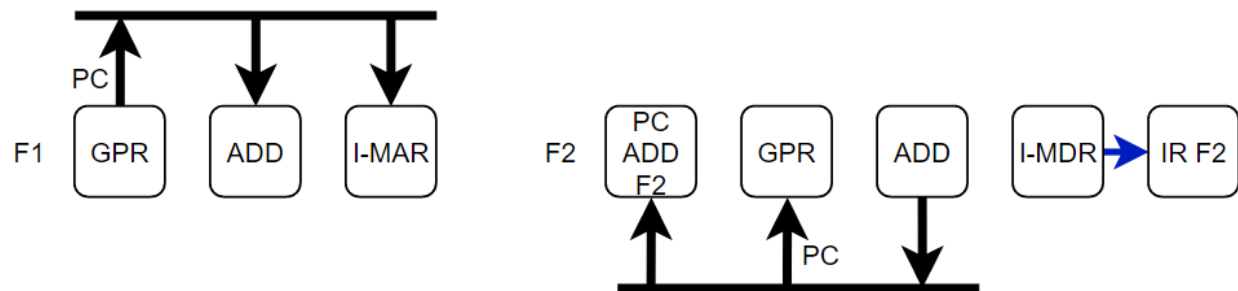 PC
F1
GPR
ADD
I-MAR
F2
PC
ADD
F2
GPR
ADD
I-MDR
IR F2
PC